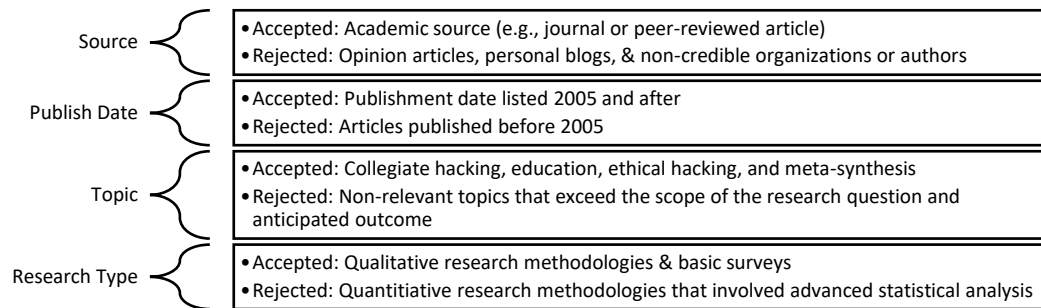 Source
•Accepted: Academic source (e.g., journal or peer-reviewed article)
•Rejected: Opinion articles, personal blogs, & non-credible organizations or authors
Publish Date
•Accepted: Publishment date listed 2005 and after
•Rejected: Articles published before 2005
Topic
•Accepted: Collegiate hacking, education, ethical hacking, and meta-synthesis
•Rejected: Non-relevant topics that exceed the scope of the research question and
anticipated outcome
Research Type
•Accepted: Qualitative research methodologies & basic surveys
•Rejected: Quantitiative research methodologies that involved advanced statistical analysis